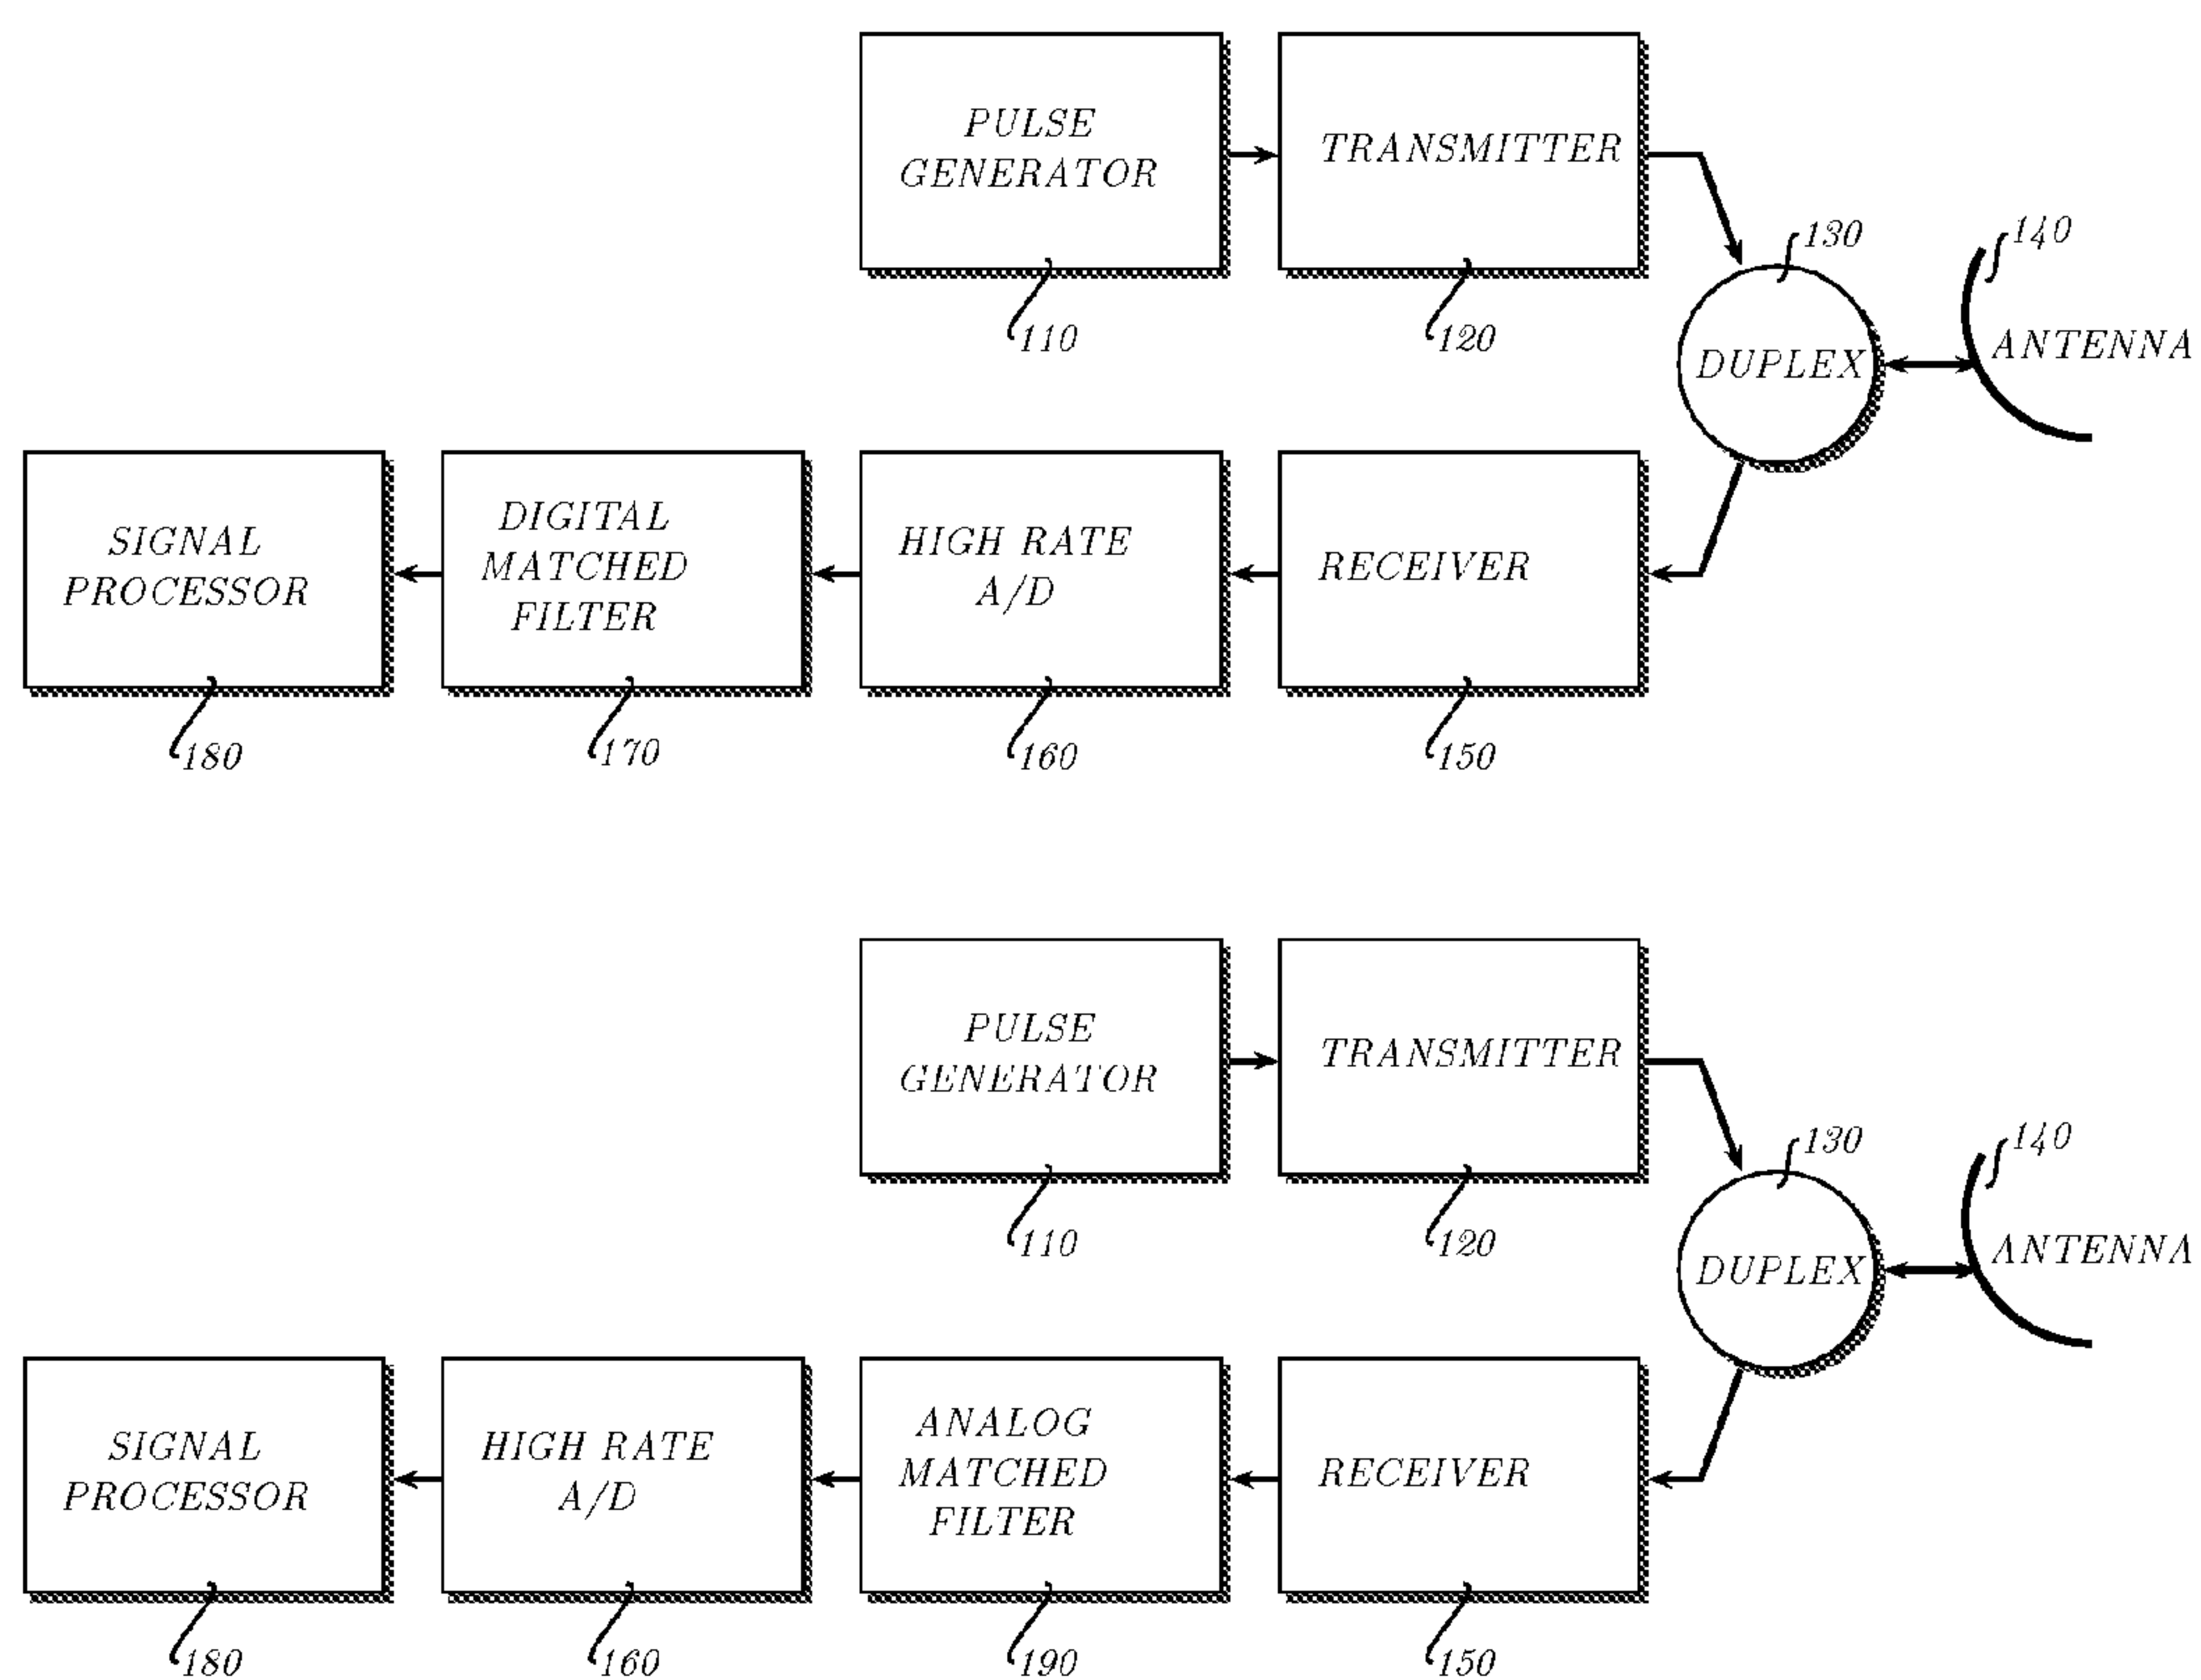 PULSE
GENERATOR
TRANSMITTER
110
120
130
140
DUPLEX
ANTENNA
SIGNAL
PROCESSOR
DIGITAL
MATCHED
FILTER
HIGH RATE
A/D
RECEIVER
180
170
160
150
PULSE
GENERATOR
TRANSMITTER
110
120
130
140
DUPLEX
ANTENNA
SIGNAL
PROCESSOR
HIGH RATE
A/D
ANALOG
MATCHED
FILTER
RECEIVER
180
160
190
150